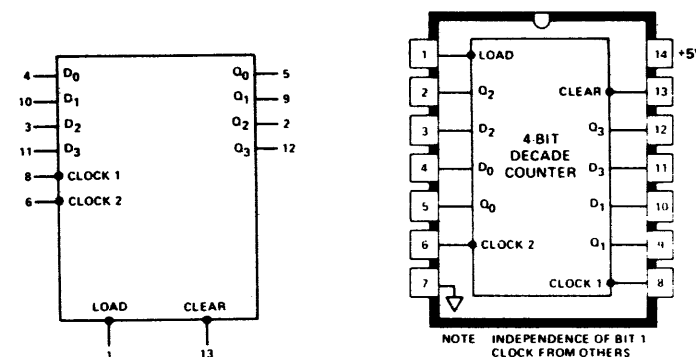 4 D0 Q0 5
10 D1 Q1 9
3 D2 Q2 2
11 D3 Q3 12
8 CLOCK 1
6 CLOCK 2
LOAD CLEAR
1 13
1 LOAD 14 +5
2 Q2 CLEAR 13
3 D2 Q3 12
4-BIT
DECADE
COUNTER
4 D0 D3 11
5 Q0 D1 10
6 CLOCK 2 Q1 9
7 CLOCK 1 8
NOTE INDEPENDENCE OF BIT 1
CLOCK FROM OTHERS